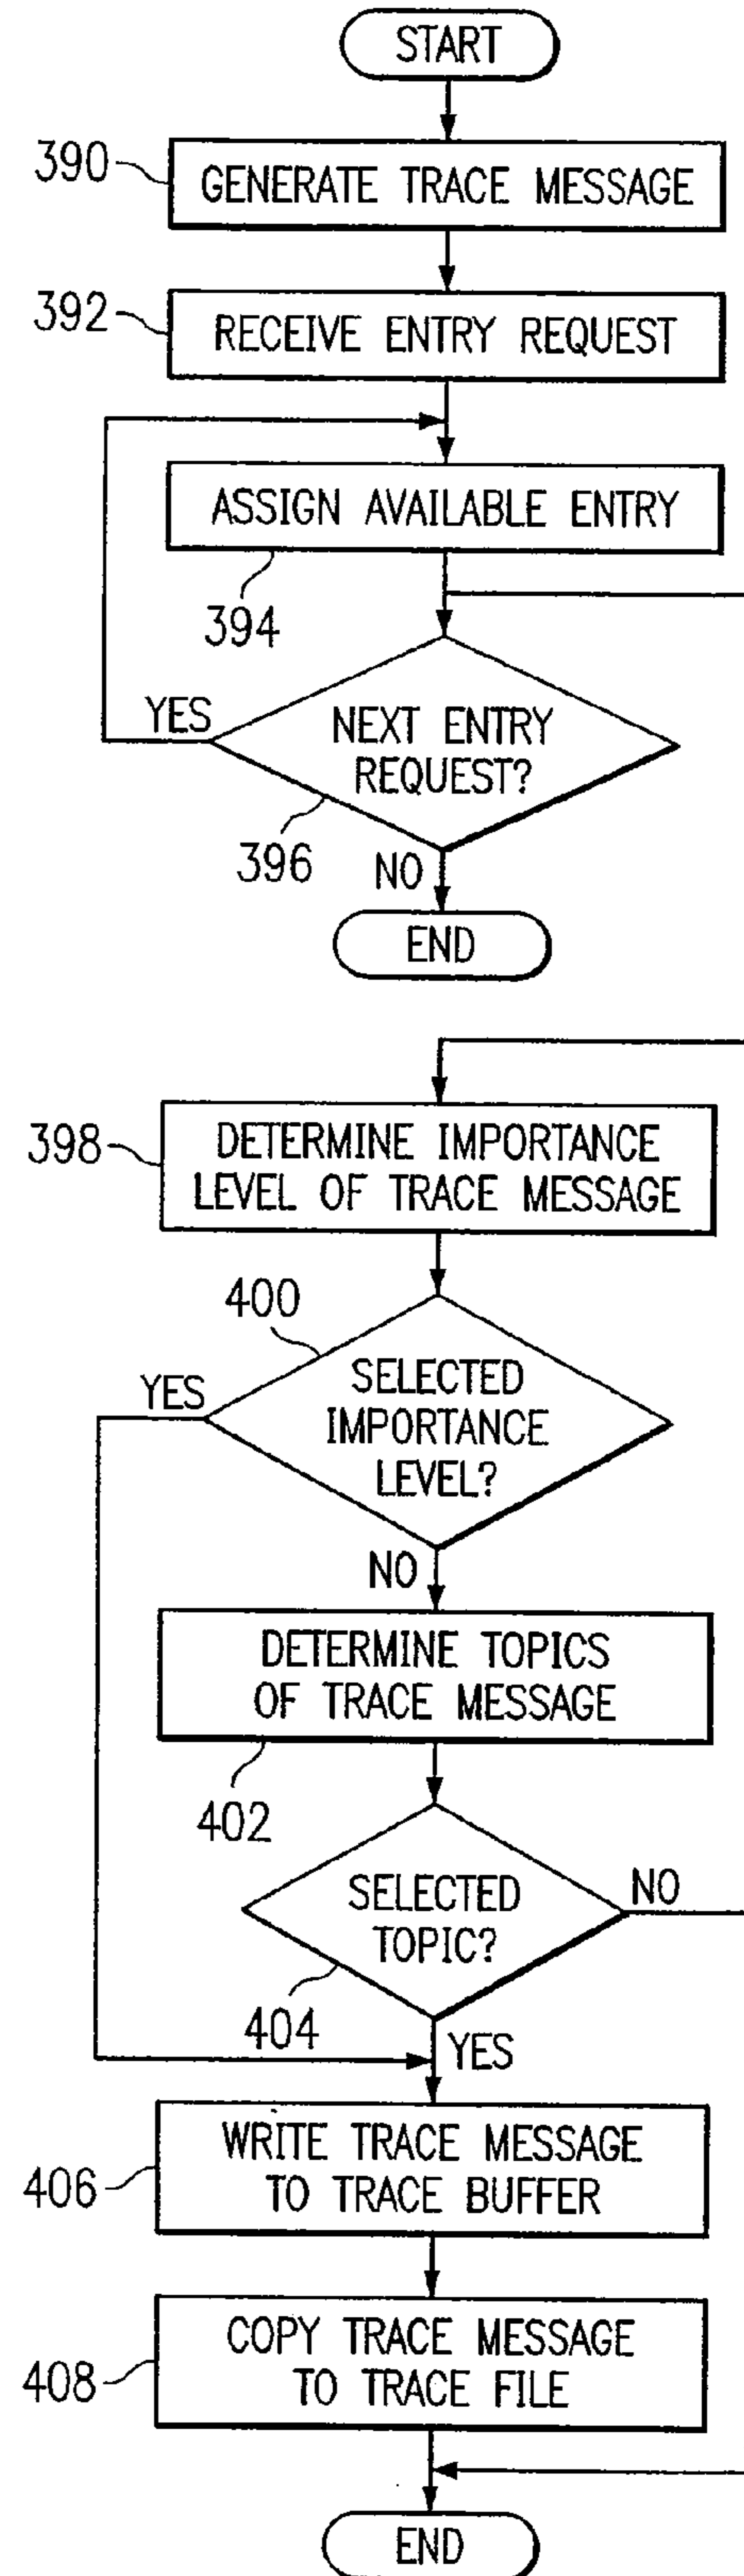 START
390
GENERATE TRACE MESSAGE
392
RECEIVE ENTRY REQUEST
ASSIGN AVAILABLE ENTRY
394
YES
NEXT ENTRY
REQUEST?
396
NO
END
398
DETERMINE IMPORTANCE
LEVEL OF TRACE MESSAGE
400
YES
SELECTED
IMPORTANCE
LEVEL?
NO
DETERMINE TOPICS
OF TRACE MESSAGE
402
SELECTED
TOPIC?
NO
404
YES
406
WRITE TRACE MESSAGE
TO TRACE BUFFER
408
COPY TRACE MESSAGE
TO TRACE FILE
END